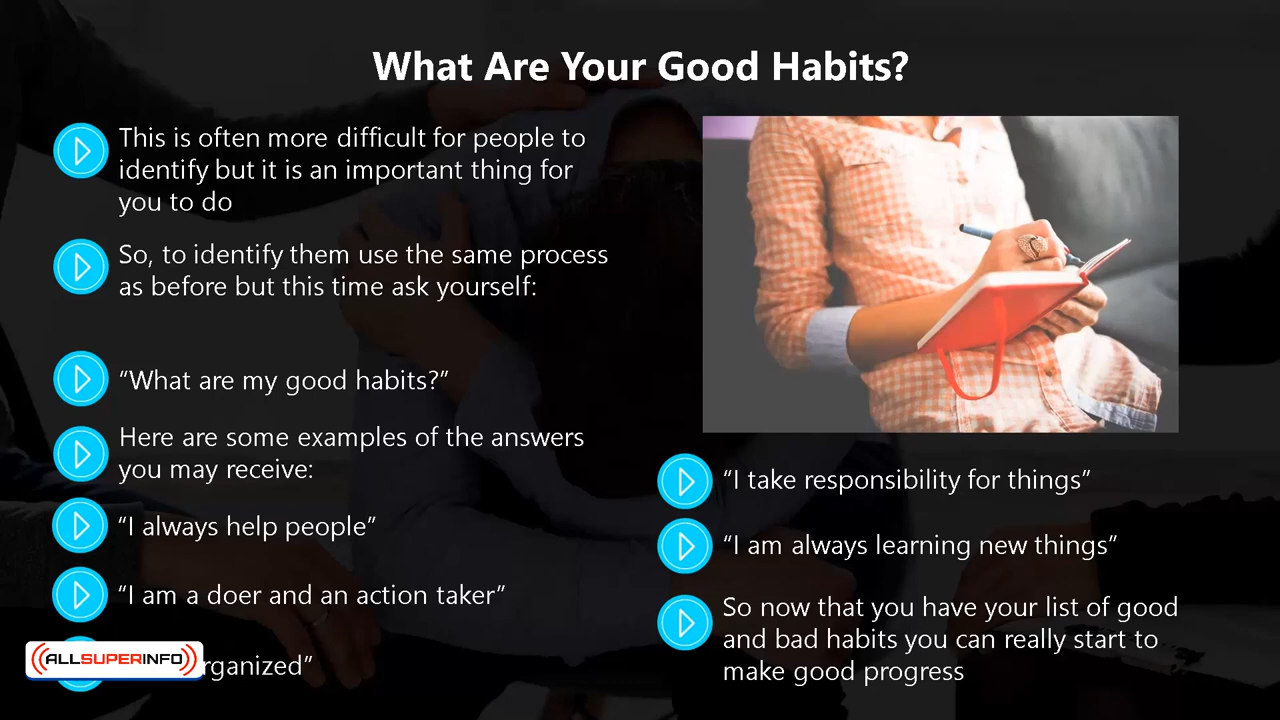 What Are Your Good Habits?
This is often more difficult for people to
identify but it is an important thing for
you to do
So, to identify them use the same process
as before but this time ask yourself:
“What are my good habits?”
Here are some examples of the answers
you may receive:
“I always help people”
“I am a doer and an action taker”
rganized”
“I take responsibility for things”
“I am always learning new things”
So now that you have your list of good
and bad habits you can really start to
make good progress
ALLSUPERINFO